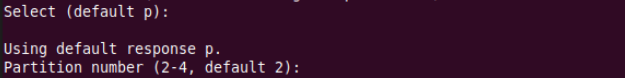 Select (default p):
Using default response p.
Partition number (2-4, default 2):